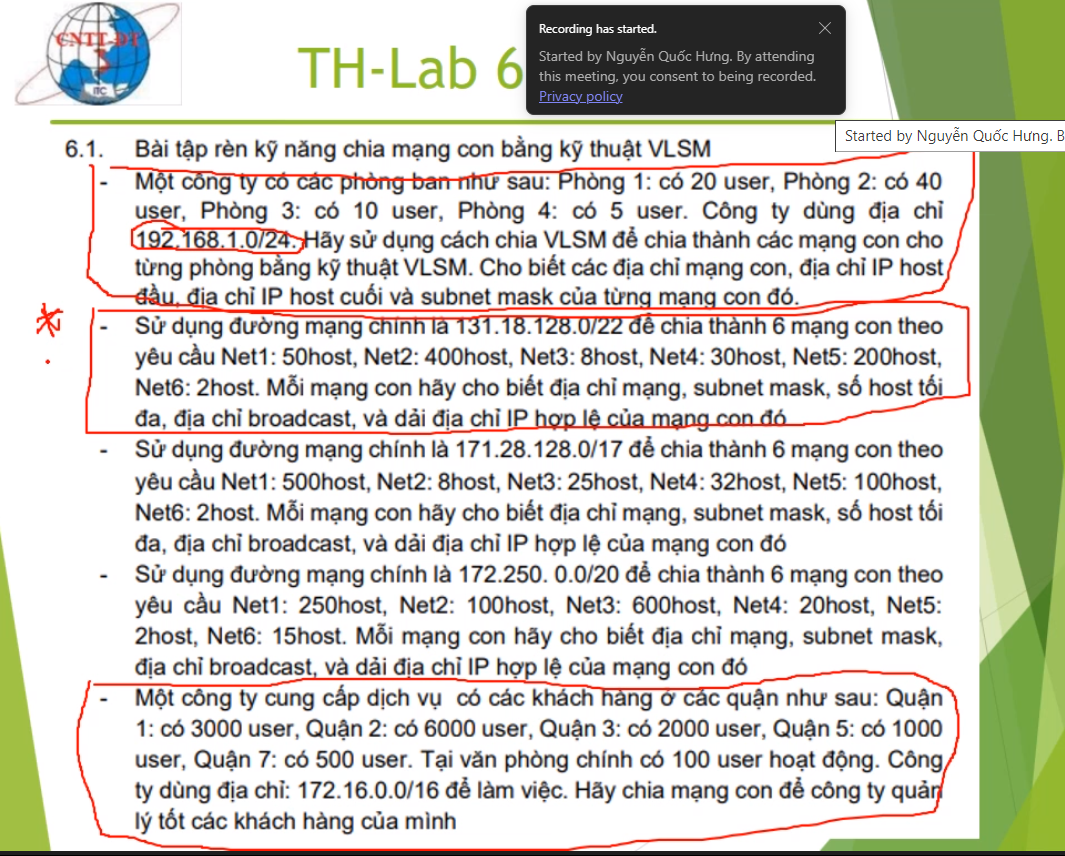 CNTT-ĐT
ITC
TH-Lab 6
Recording has started.
Started by Nguyễn Quốc Hưng. By attending
this meeting, you consent to being recorded.
Privacy policy
Started by Nguyễn Quốc Hưng. B
6.1. Bài tập rèn kỹ năng chia mạng con bằng kỹ thuật VLSM
- Một công ty có các phòng ban như sau: Phòng 1: có 20 user, Phòng 2: có 40
user, Phòng 3: có 10 user, Phòng 4: có 5 user. Công ty dùng địa chỉ
192.168.1.0/24. Hãy sử dụng cách chia VLSM để chia thành các mạng con cho
từng phòng bằng kỹ thuật VLSM. Cho biết các địa chỉ mạng con, địa chỉ IP host
đầu, địa chỉ IP host cuối và subnet mask của từng mạng con đó.
- Sử dụng đường mạng chính là 131.18.128.0/22 để chia thành 6 mạng con theo
yêu cầu Net1: 50host, Net2: 400host, Net3: 8host, Net4: 30host, Net5: 200host,
Net6: 2host. Mỗi mạng con hãy cho biết địa chỉ mạng, subnet mask, số host tối
đa, địa chỉ broadcast, và dải địa chỉ IP hợp lệ của mạng con đó
- Sử dụng đường mạng chính là 171.28.128.0/17 để chia thành 6 mạng con theo
yêu cầu Net1: 500host, Net2: 8host, Net3: 25host, Net4: 32host, Net5: 100host,
Net6: 2host. Mỗi mạng con hãy cho biết địa chỉ mạng, subnet mask, số host tối
đa, địa chỉ broadcast, và dải địa chỉ IP hợp lệ của mạng con đó
- Sử dụng đường mạng chính là 172.250. 0.0/20 để chia thành 6 mạng con theo
yêu cầu Net1: 250host, Net2: 100host, Net3: 600host, Net4: 20host, Net5:
2host, Net6: 15host. Mỗi mạng con hãy cho biết địa chỉ mạng, subnet mask,
địa chỉ broadcast, và dải địa chỉ IP hợp lệ của mạng con đó
- Một công ty cung cấp dịch vụ có các khách hàng ở các quận như sau: Quận
1: có 3000 user, Quận 2: có 6000 user, Quận 3: có 2000 user, Quận 5: có 1000
user, Quận 7: có 500 user. Tại văn phòng chính có 100 user hoạt động. Công
ty dùng địa chỉ: 172.16.0.0/16 để làm việc. Hãy chia mạng con để công ty quản
lý tốt các khách hàng của mình